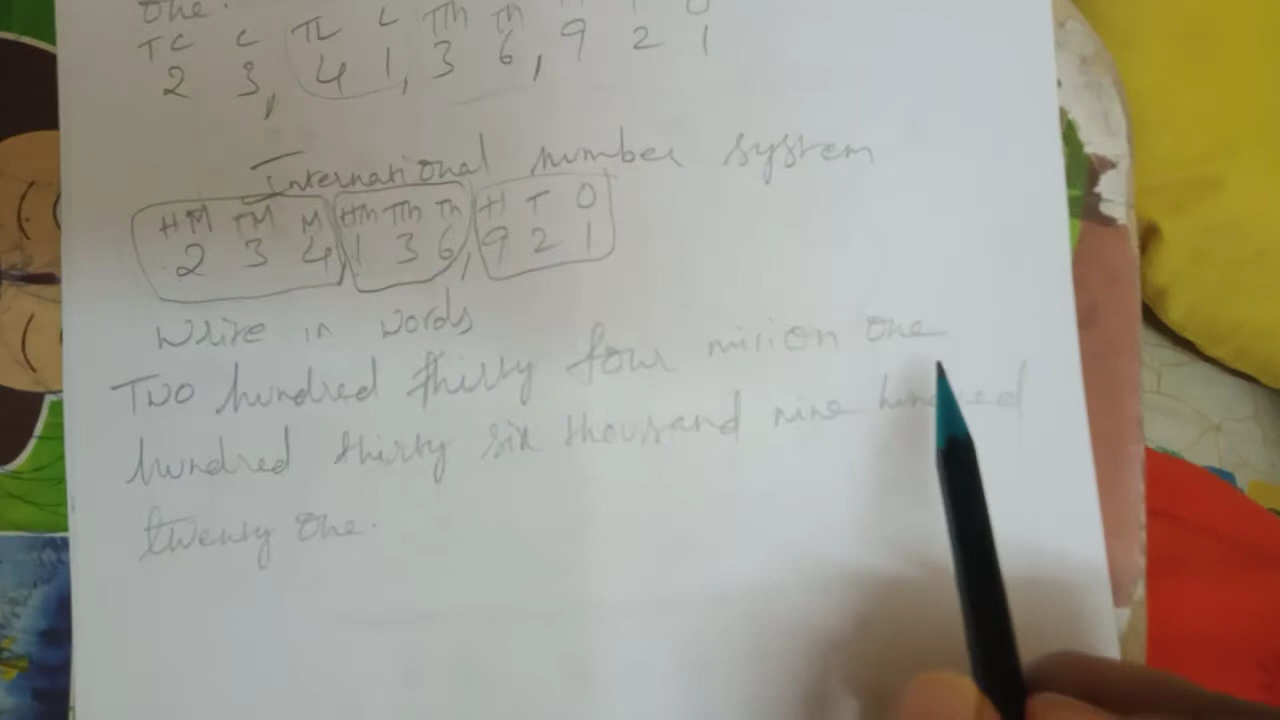 one.
TC C TL L TTh Th H T O
2 3, 4 1, 3 6, 9 2 1
International number system
HM TM M HTh TTh Th H T O
2 3 4, 1 3 6, 9 2 1
Write in words
Two hundred thirty four milion one
hundred thirty six thousand nine hundred
twenty one.